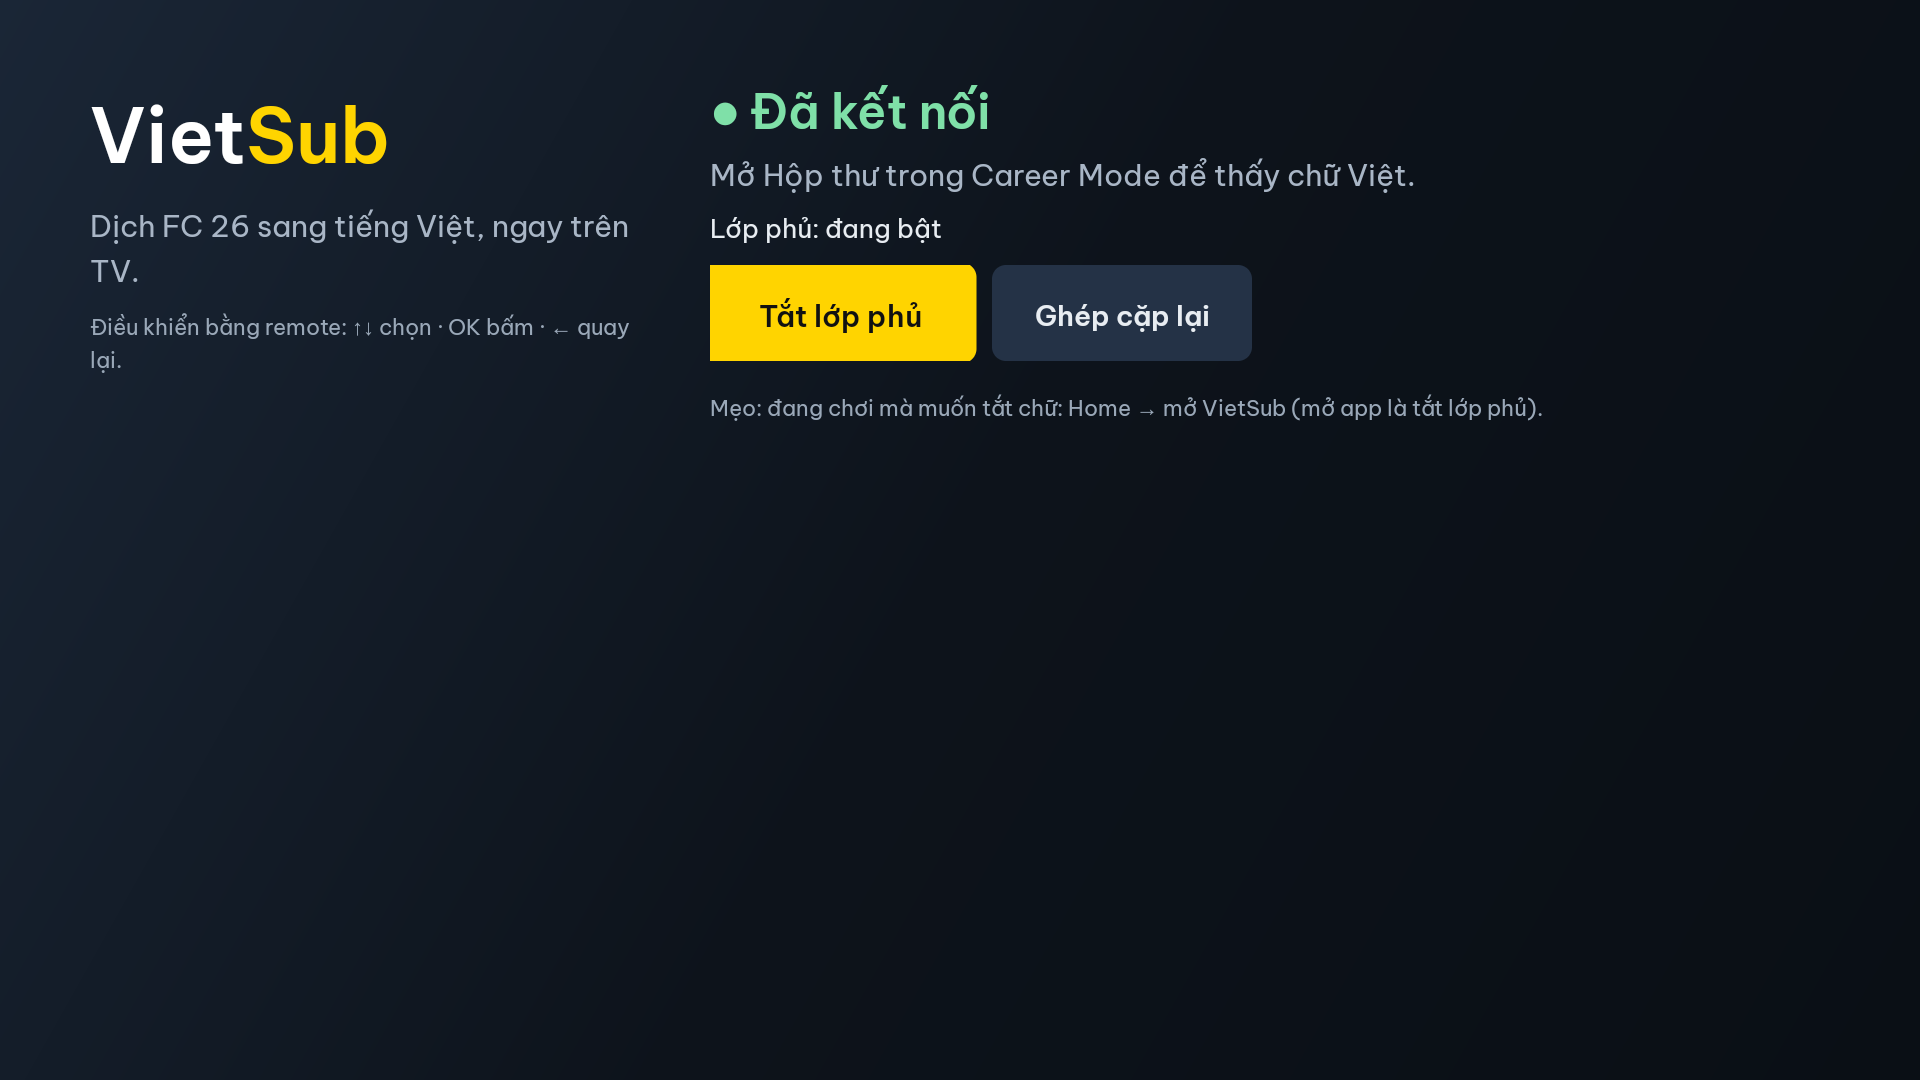 VietSub
Dịch FC 26 sang tiếng Việt, ngay trên
TV.
Điều khiển bằng remote: ↑↓ chọn · OK bấm · ← quay
lại.
● Đã kết nối
Mở Hộp thư trong Career Mode để thấy chữ Việt.
Lớp phủ: đang bật
Tắt lớp phủ
Ghép cặp lại
Mẹo: đang chơi mà muốn tắt chữ: Home → mở VietSub (mở app là tắt lớp phủ).